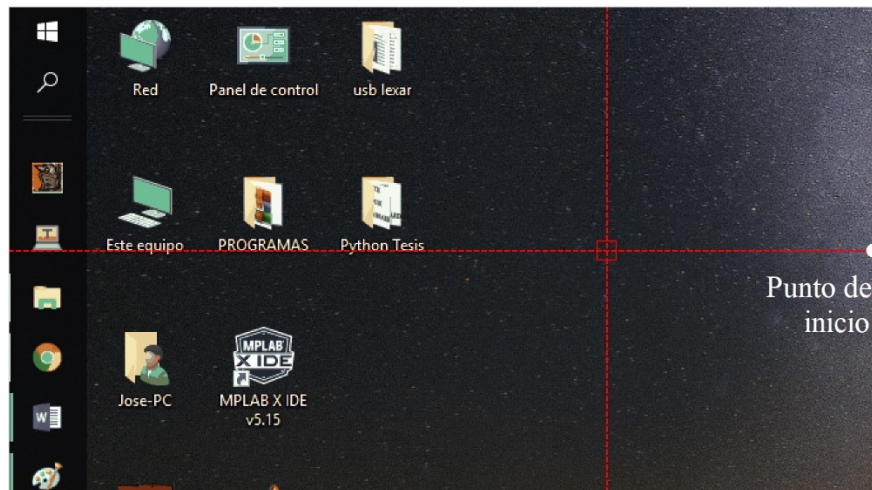 Red
Panel de control
usb lexar
Este equipo
PROGRAMAS
Python Tesis
Punto de
inicio
Jose-PC
MPLAB
X IDE
MPLAB X IDE
v5.15